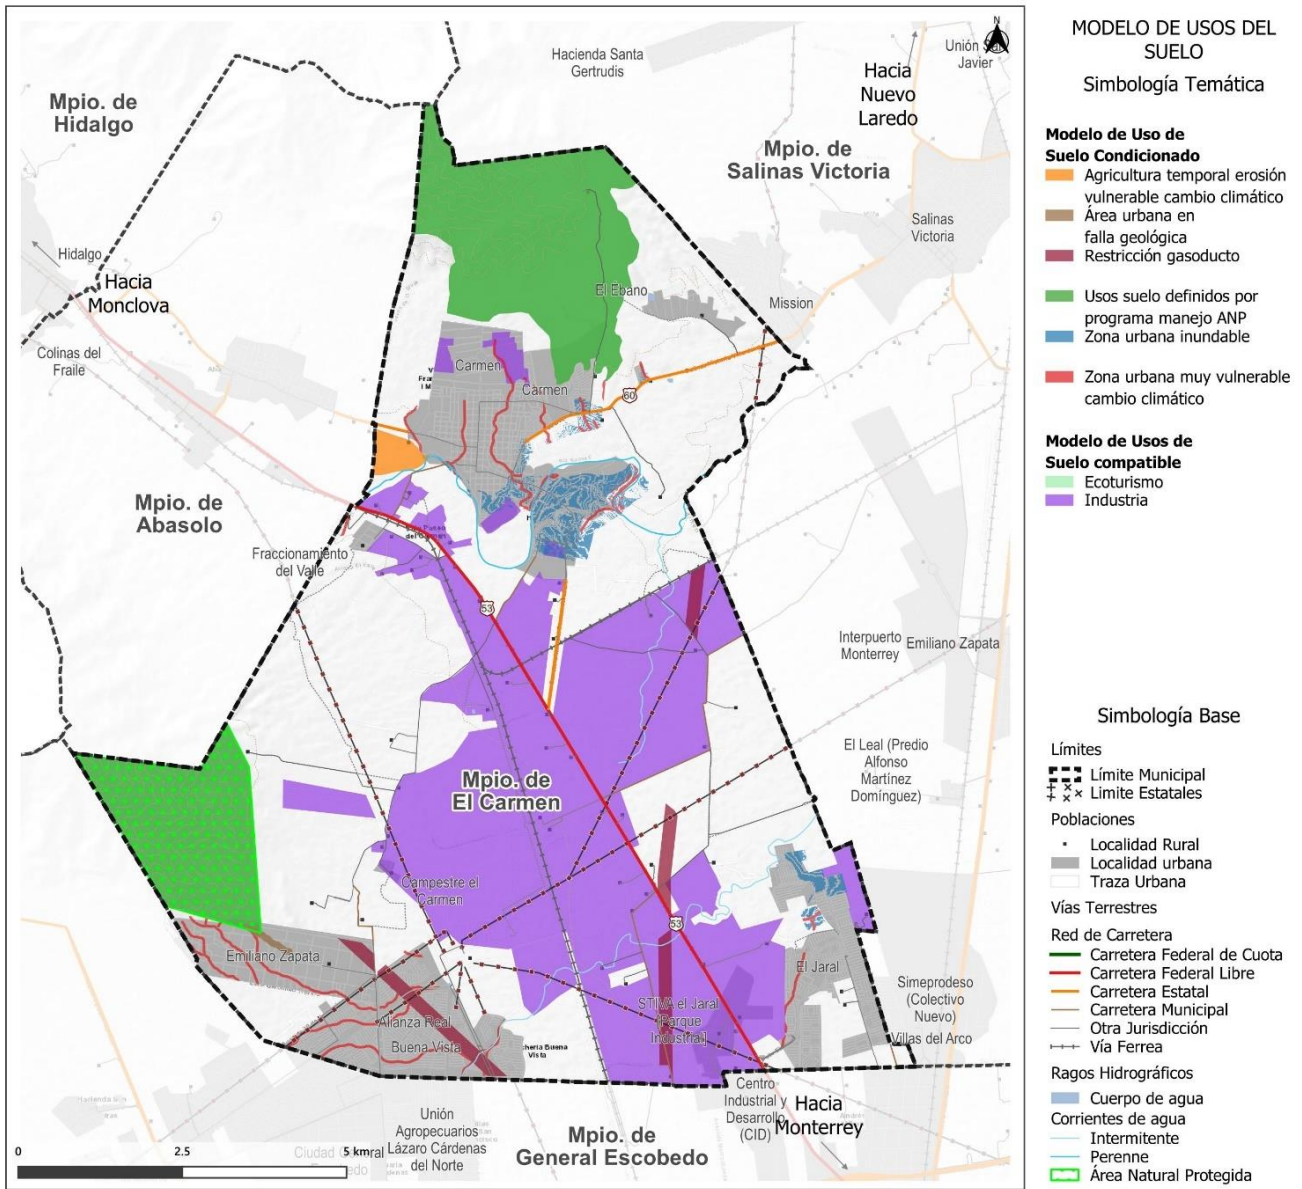 N
Hacienda Santa
Gertrudis
Javier
Hacia
Nuevo
Laredo
Mpio. de
Hidalgo
Mpio. de
Salinas Victoria
Salinas
Victoria
Hidalgo
Hacia
Monclova
El Ebano
Mission
Colinas del
Fraile
Carmen
Carmen
60
Mpio. de
Abasolo
Fraccionamiento
del Valle
53
Interpuerto
Monterrey
Emiliano Zapata
El Leal (Predio
Alfonso
Martínez
Domínguez)
Mpio. de
El Carmen
Campestre el
Carmen
53
Emiliano Zapata
El Jaral
Simeprodeso
(Colectivo
Nuevo)
STIVA el Jaral
[Parque
Industrial]
Alianza Real
Buena Vista
Vista
Villas del Arco
Centro
Industrial y
Desarrollo
(CID)
Hacia
Monterrey
Unión
Agropecuarios
Lázaro Cárdenas
del Norte
Mpio. de
General Escobedo
0 2.5 5 km
MODELO DE USOS DEL
SUELO
Simbología Temática
Modelo de Uso de
Suelo Condicionado
Agricultura temporal erosión
vulnerable cambio climático
Área urbana en
falla geológica
Restricción gasoducto
Usos suelo definidos por
programa manejo ANP
Zona urbana inundable
Zona urbana muy vulnerable
cambio climático
Modelo de Usos de
Suelo compatible
Ecoturismo
Industria
Simbología Base
Límites
Límite Municipal
Limite Estatales
Poblaciones
Localidad Rural
Localidad urbana
Traza Urbana
Vías Terrestres
Red de Carretera
Carretera Federal de Cuota
Carretera Federal Libre
Carretera Estatal
Carretera Municipal
Otra Jurisdicción
Vía Ferrea
Ragos Hidrográficos
Cuerpo de agua
Corrientes de agua
Intermitente
Perenne
Área Natural Protegida